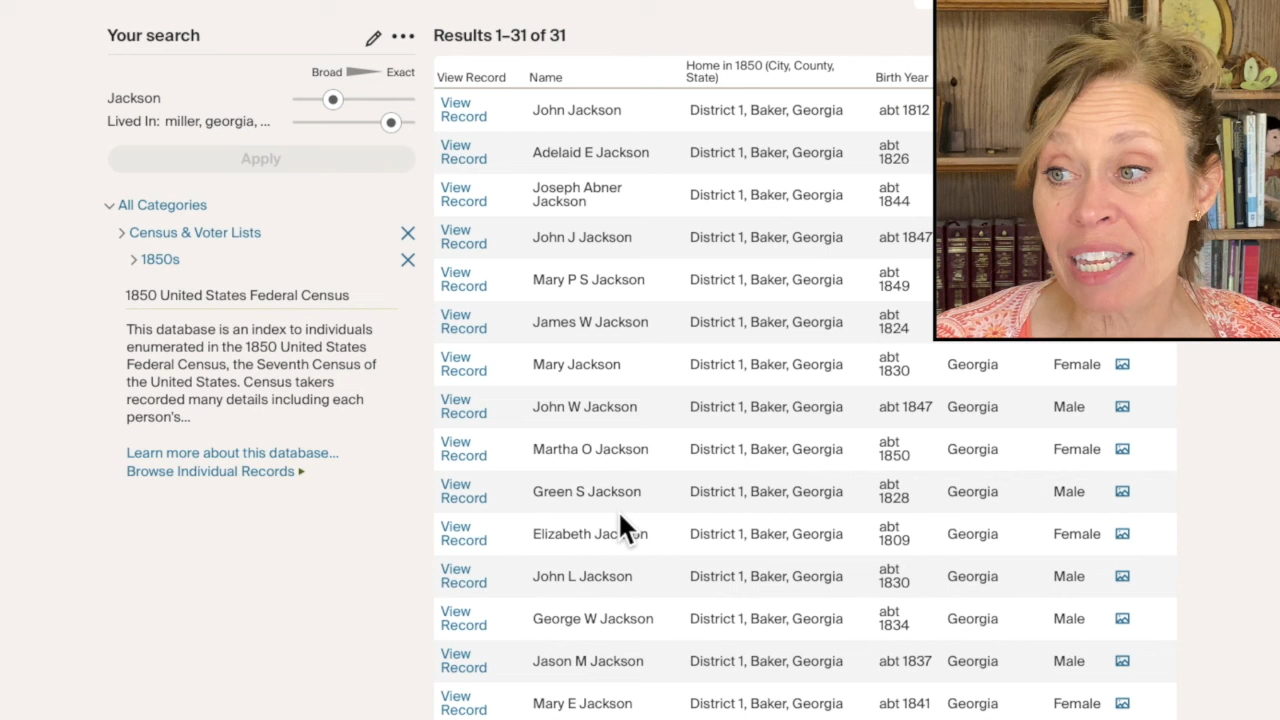 Your search
Broad Exact
Jackson
Lived In: miller, georgia, ...
Apply
All Categories
Census & Voter Lists
1850s
1850 United States Federal Census
This database is an index to individuals
enumerated in the 1850 United States
Federal Census, the Seventh Census of
the United States. Census takers
recorded many details including each
person's...
Learn more about this database...
Browse Individual Records
Results 1–31 of 31
View Record Name Home in 1850 (City, County, State) Birth Year
View Record John Jackson District 1, Baker, Georgia abt 1812
View Record Adelaid E Jackson District 1, Baker, Georgia abt 1826
View Record Joseph Abner Jackson District 1, Baker, Georgia abt 1844
View Record John J Jackson District 1, Baker, Georgia abt 1847
View Record Mary P S Jackson District 1, Baker, Georgia abt 1849
View Record James W Jackson District 1, Baker, Georgia abt 1824
View Record Mary Jackson District 1, Baker, Georgia abt 1830 Georgia Female
View Record John W Jackson District 1, Baker, Georgia abt 1847 Georgia Male
View Record Martha O Jackson District 1, Baker, Georgia abt 1850 Georgia Female
View Record Green S Jackson District 1, Baker, Georgia abt 1828 Georgia Male
View Record Elizabeth Jackson District 1, Baker, Georgia abt 1809 Georgia Female
View Record John L Jackson District 1, Baker, Georgia abt 1830 Georgia Male
View Record George W Jackson District 1, Baker, Georgia abt 1834 Georgia Male
View Record Jason M Jackson District 1, Baker, Georgia abt 1837 Georgia Male
View Record Mary E Jackson District 1, Baker, Georgia abt 1841 Georgia Female